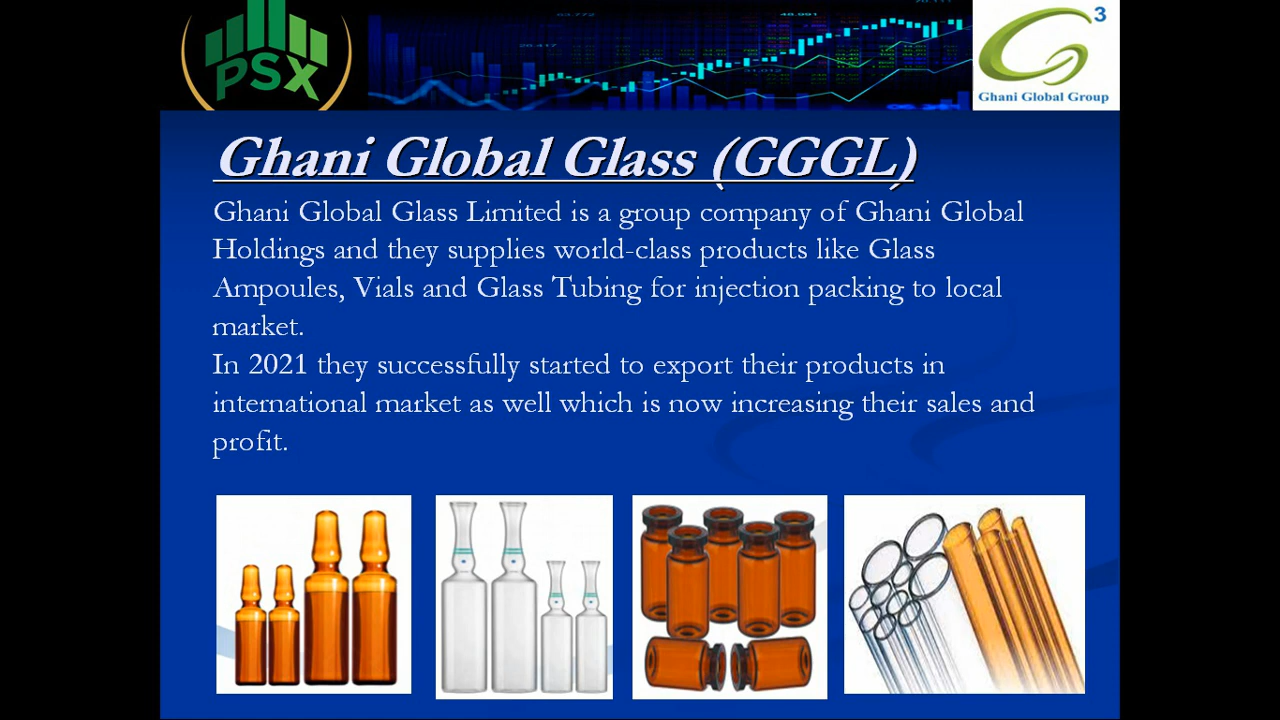 PSX
3
Ghani Global Group
Ghani Global Glass (GGGL)
Ghani Global Glass Limited is a group company of Ghani Global
Holdings and they supplies world-class products like Glass
Ampoules, Vials and Glass Tubing for injection packing to local
market.
In 2021 they successfully started to export their products in
international market as well which is now increasing their sales and
profit.